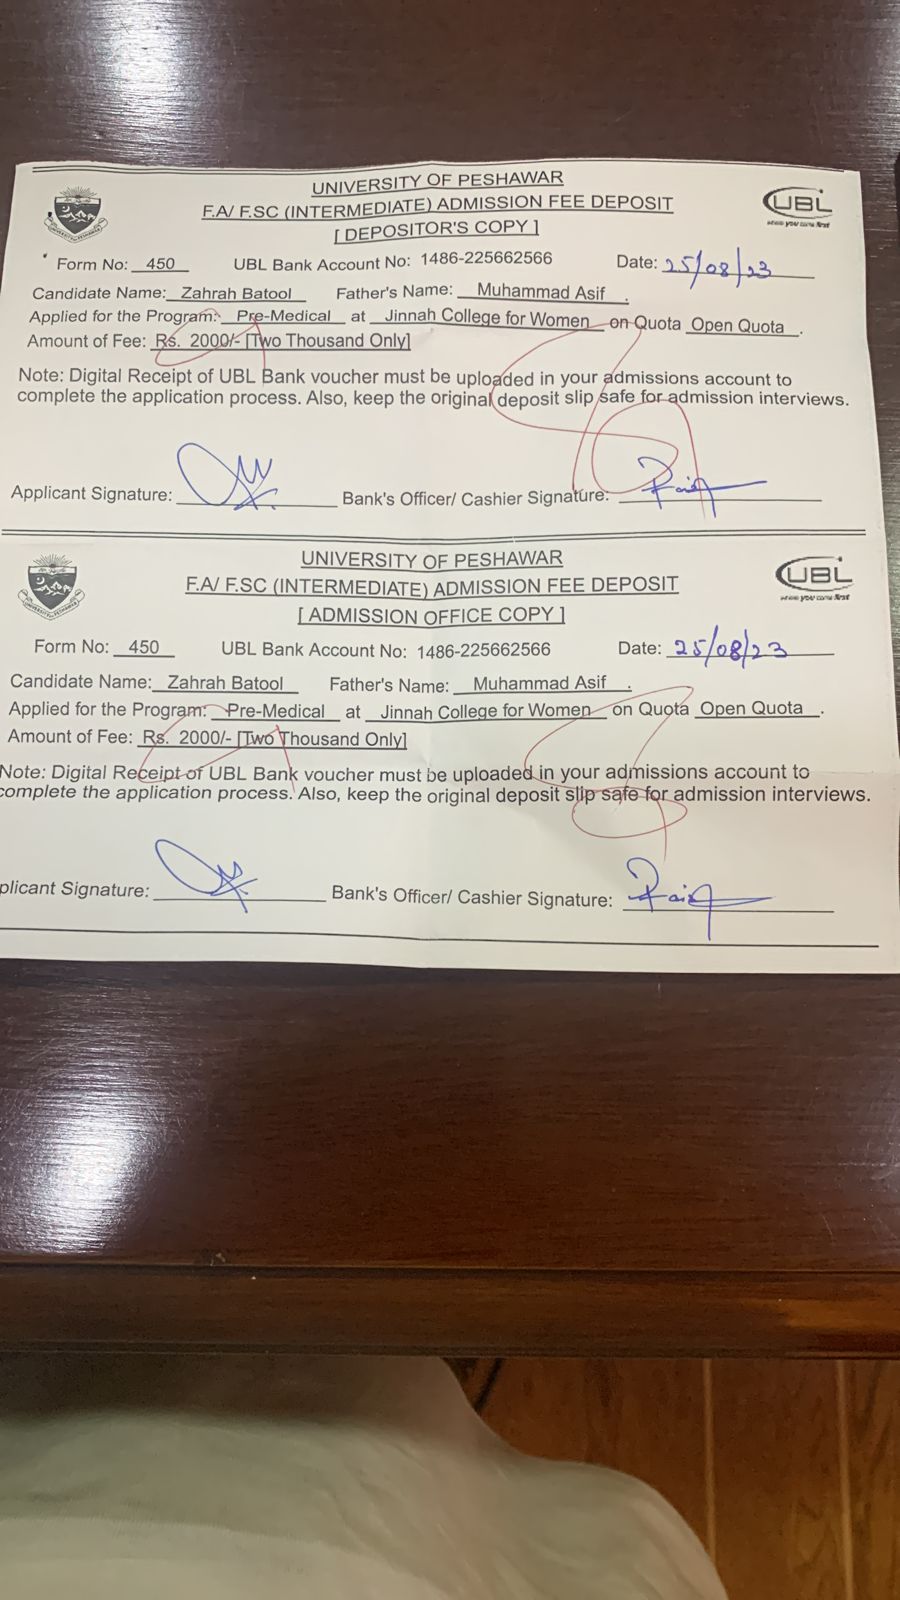 UNIVERSITY OF PESHAWAR
F.A/ F.SC (INTERMEDIATE) ADMISSION FEE DEPOSIT
[ DEPOSITOR'S COPY ]
UBL
where you come first
Form No: 450 UBL Bank Account No: 1486-225662566 Date: 25/08/23
Candidate Name: Zahrah Batool Father's Name: Muhammad Asif .
Applied for the Program: Pre-Medical at Jinnah College for Women on Quota Open Quota .
Amount of Fee: Rs. 2000/- [Two Thousand Only]
Note: Digital Receipt of UBL Bank voucher must be uploaded in your admissions account to
complete the application process. Also, keep the original deposit slip safe for admission interviews.
Applicant Signature: Bank's Officer/ Cashier Signature:
UNIVERSITY OF PESHAWAR
F.A/ F.SC (INTERMEDIATE) ADMISSION FEE DEPOSIT
[ ADMISSION OFFICE COPY ]
UBL
where you come first
Form No: 450 UBL Bank Account No: 1486-225662566 Date: 25/08/23
Candidate Name: Zahrah Batool Father's Name: Muhammad Asif .
Applied for the Program: Pre-Medical at Jinnah College for Women on Quota Open Quota .
Amount of Fee: Rs. 2000/- [Two Thousand Only]
Note: Digital Receipt of UBL Bank voucher must be uploaded in your admissions account to
complete the application process. Also, keep the original deposit slip safe for admission interviews.
plicant Signature: Bank's Officer/ Cashier Signature: